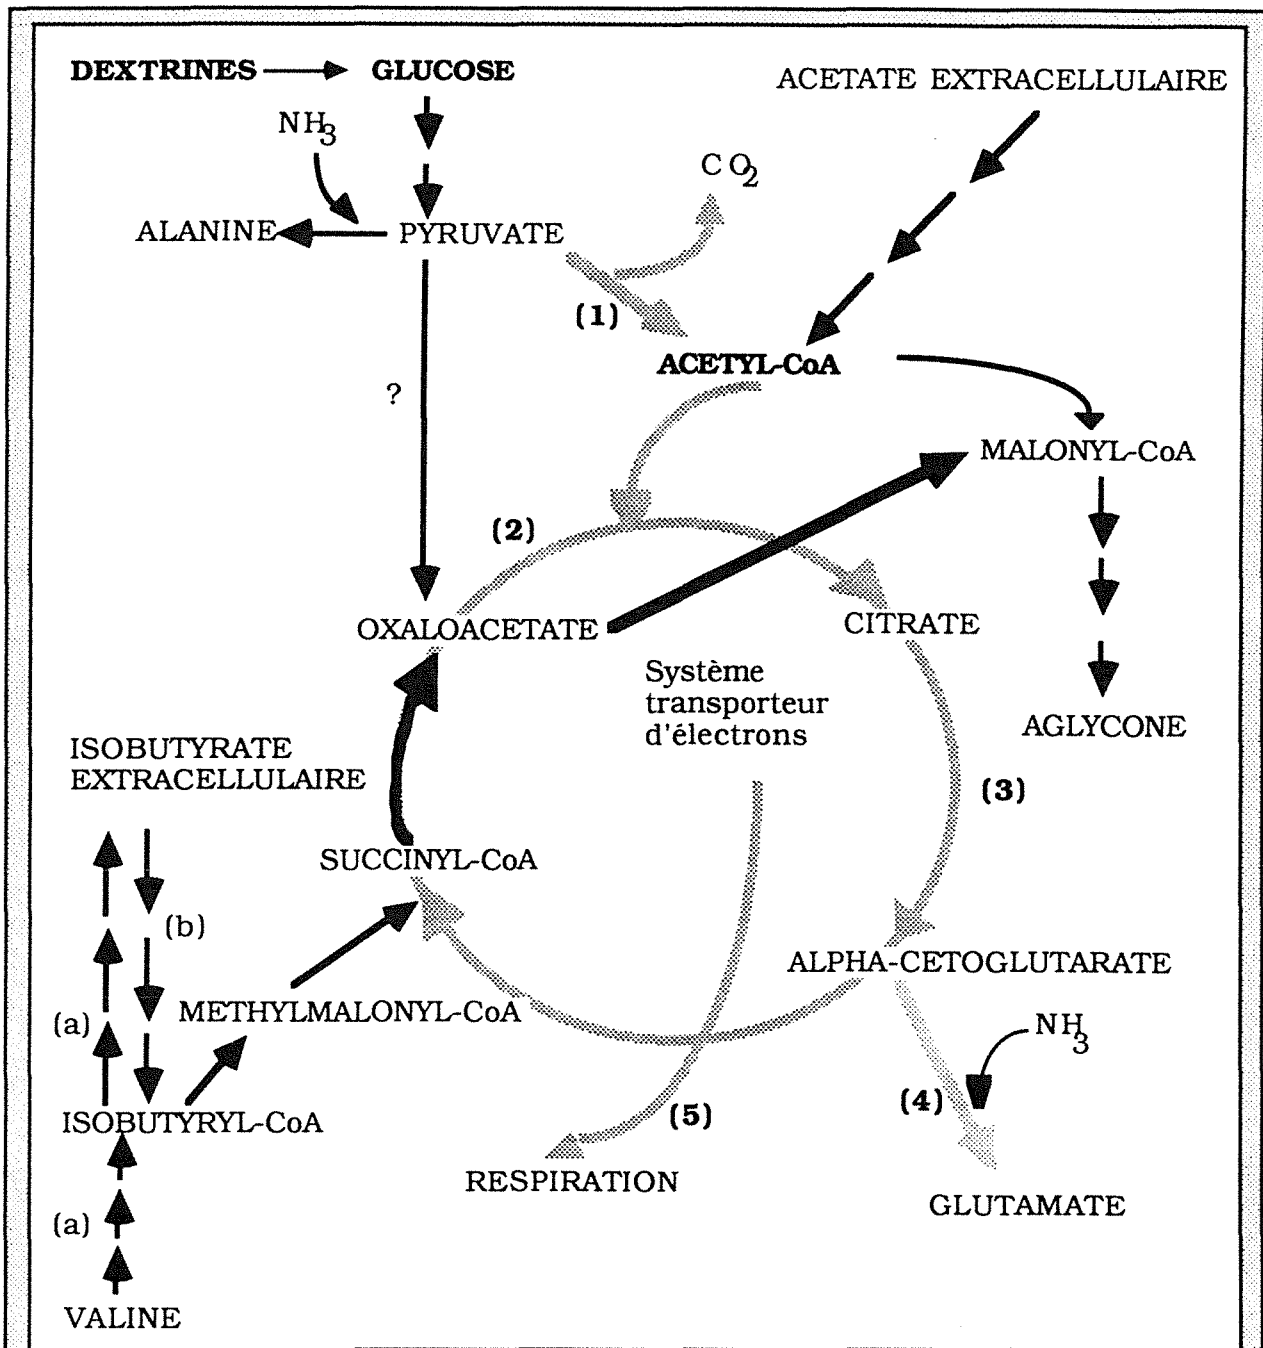 DEXTRINES
GLUCOSE
ACETATE EXTRACELLULAIRE
NH3
CO2
ALANINE
PYRUVATE
(1)
ACETYL-CoA
?
MALONYL-CoA
(2)
OXALOACETATE
CITRATE
Système
transporteur
d'électrons
AGLYCONE
ISOBUTYRATE
EXTRACELLULAIRE
(3)
SUCCINYL-CoA
(b)
ALPHA-CETOGLUTARATE
METHYLMALONYL-CoA
(a)
NH3
ISOBUTYRYL-CoA
(5)
(4)
RESPIRATION
GLUTAMATE
(a)
VALINE